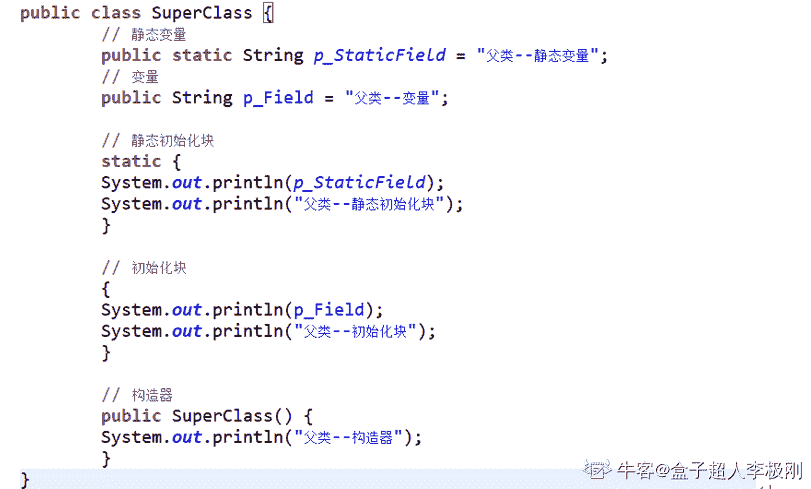 public class SuperClass {
// 静态变量
public static String p_StaticField = "父类--静态变量";
// 变量
public String p_Field = "父类--变量";
// 静态初始化块
static {
System.out.println(p_StaticField);
System.out.println("父类--静态初始化块");
}
// 初始化块
{
System.out.println(p_Field);
System.out.println("父类--初始化块");
}
// 构造器
public SuperClass() {
System.out.println("父类--构造器");
}
}
牛客@盒子超人李极刚